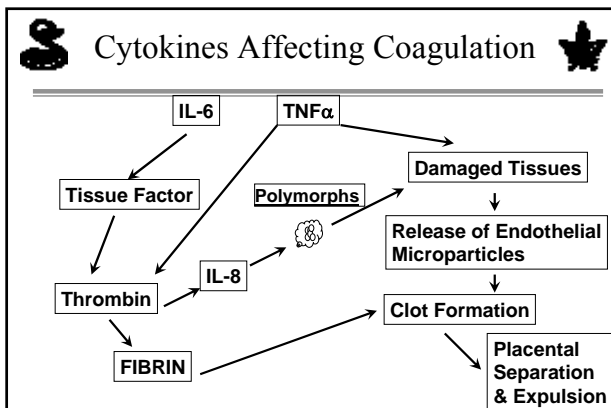 Cytokines Affecting Coagulation
IL-6
TNFα
Damaged Tissues
Tissue Factor
Polymorphs
Release of Endothelial
Microparticles
IL-8
Thrombin
Clot Formation
FIBRIN
Placental
Separation
& Expulsion